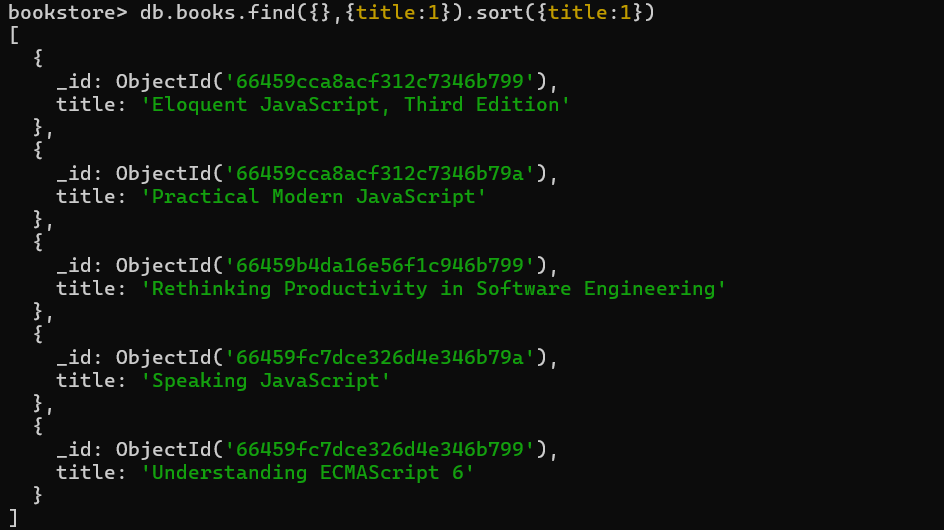 bookstore> db.books.find({},{title:1}).sort({title:1})
[
  {
    _id: ObjectId('66459cca8acf312c7346b799'),
    title: 'Eloquent JavaScript, Third Edition'
  },
  {
    _id: ObjectId('66459cca8acf312c7346b79a'),
    title: 'Practical Modern JavaScript'
  },
  {
    _id: ObjectId('66459b4da16e56f1c946b799'),
    title: 'Rethinking Productivity in Software Engineering'
  },
  {
    _id: ObjectId('66459fc7dce326d4e346b79a'),
    title: 'Speaking JavaScript'
  },
  {
    _id: ObjectId('66459fc7dce326d4e346b799'),
    title: 'Understanding ECMAScript 6'
  }
]